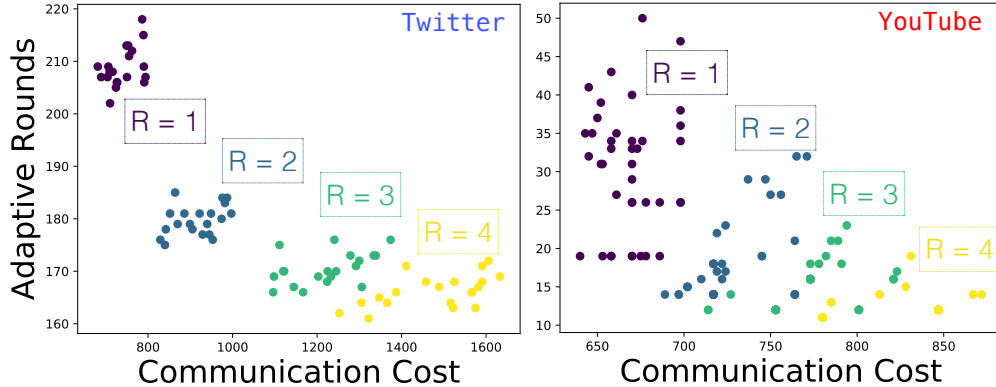 Twitter
Adaptive Rounds
220
210
200
190
180
170
160
R = 1
R = 2
R = 3
R = 4
800
1000
1200
1400
1600
Communication Cost
YouTube
50
45
40
35
30
25
20
15
10
R = 1
R = 2
R = 3
R = 4
650
700
750
800
850
Communication Cost